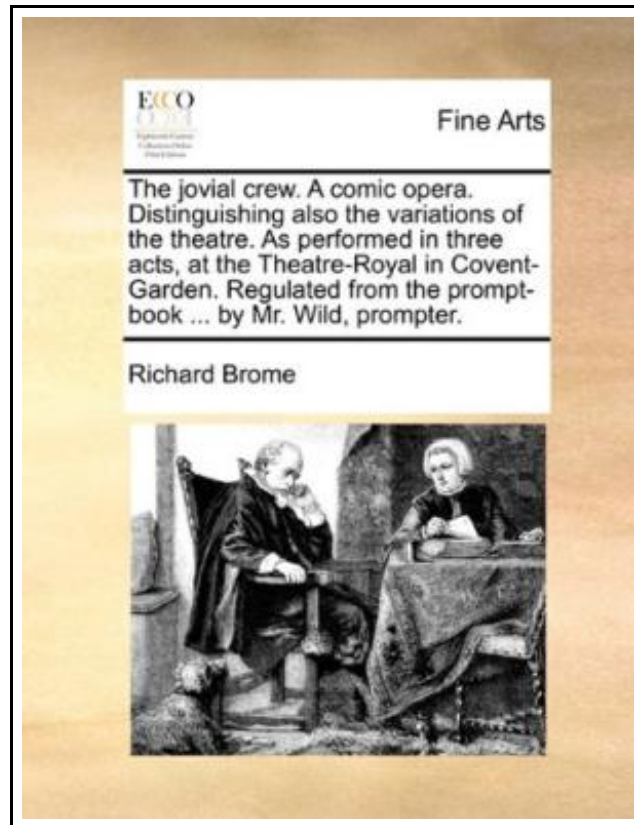 ECCO
Fine Arts
The jovial crew. A comic opera.
Distinguishing also the variations of
the theatre. As performed in three
acts, at the Theatre-Royal in Covent-
Garden. Regulated from the prompt-
book ... by Mr. Wild, prompter.
Richard Brome